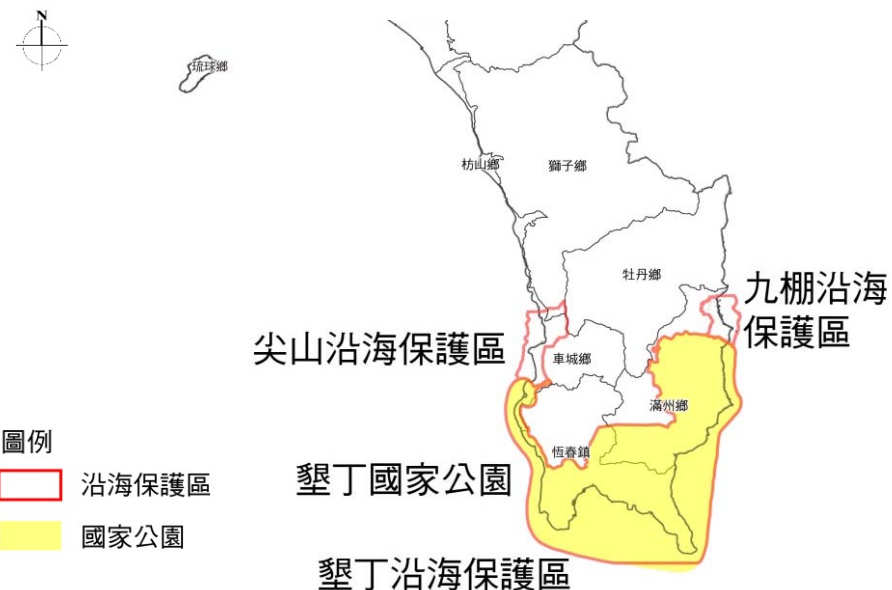 N
琉球鄉
枋山鄉
獅子鄉
牡丹鄉
九棚沿海
保護區
尖山沿海保護區
車城鄉
滿州鄉
恆春鎮
墾丁國家公園
墾丁沿海保護區
圖例
沿海保護區
國家公園